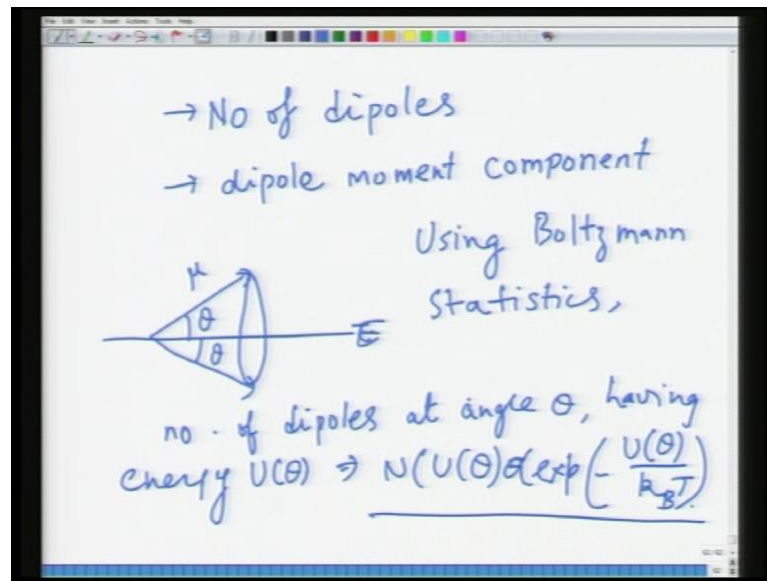 → No of dipoles
→ dipole moment component
Using Boltzmann
Statistics,
μ
θ
θ
E
no. of dipoles at angle θ, having
energy U(θ) ⇒ N(U(θ) α exp(- U(θ)/k_BT)